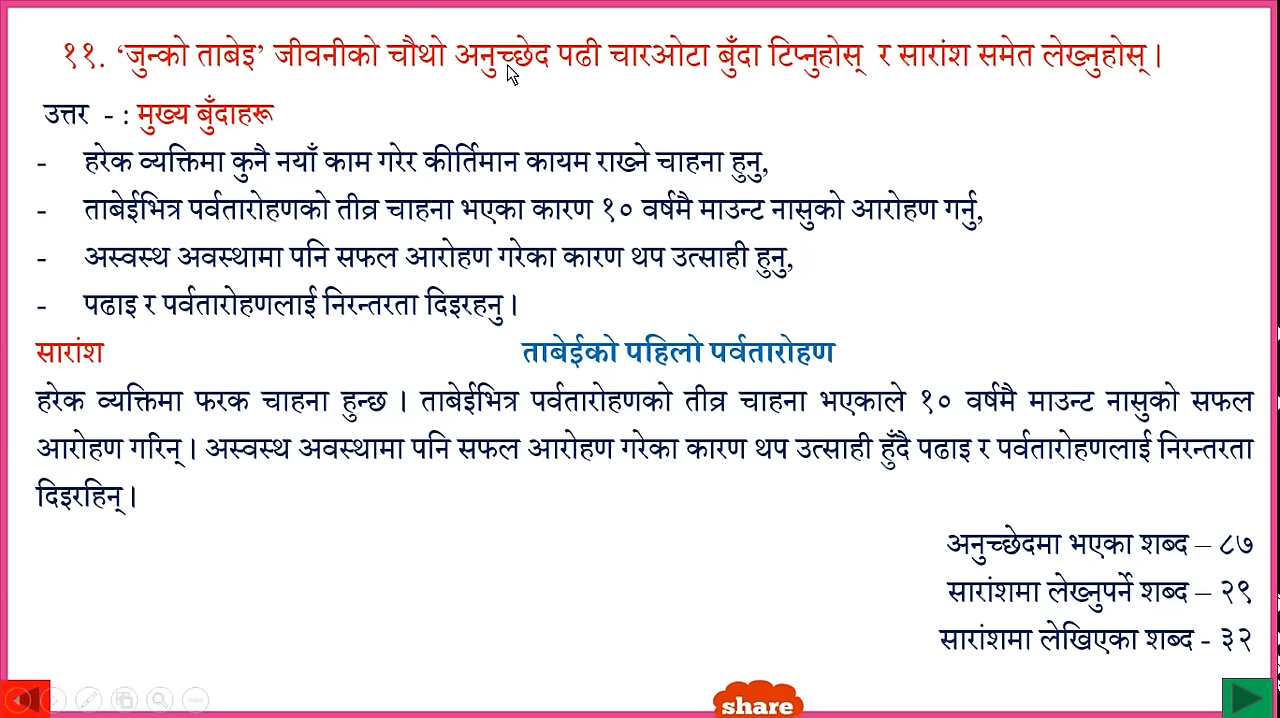 ११. ‘जुन्को ताबेइ’ जीवनीको चौथो अनुच्छेद पढी चारओटा बुँदा टिप्नुहोस् र सारांश समेत लेख्नुहोस् ।
उत्तर - : मुख्य बुँदाहरू
- हरेक व्यक्तिमा कुनै नयाँ काम गरेर कीर्तिमान कायम राख्ने चाहना हुनु,
- ताबेईभित्र पर्वतारोहणको तीव्र चाहना भएका कारण १० वर्षमै माउन्ट नासुको आरोहण गर्नु,
- अस्वस्थ अवस्थामा पनि सफल आरोहण गरेका कारण थप उत्साही हुनु,
- पढाइ र पर्वतारोहणलाई निरन्तरता दिइरहनु ।
सारांश ताबेईको पहिलो पर्वतारोहण
हरेक व्यक्तिमा फरक चाहना हुन्छ । ताबेईभित्र पर्वतारोहणको तीव्र चाहना भएकाले १० वर्षमै माउन्ट नासुको सफल
आरोहण गरिन् । अस्वस्थ अवस्थामा पनि सफल आरोहण गरेका कारण थप उत्साही हुँदै पढाइ र पर्वतारोहणलाई निरन्तरता
दिइरहिन् ।
अनुच्छेदमा भएका शब्द – ८७
सारांशमा लेख्नुपर्ने शब्द – २९
सारांशमा लेखिएका शब्द - ३२
share